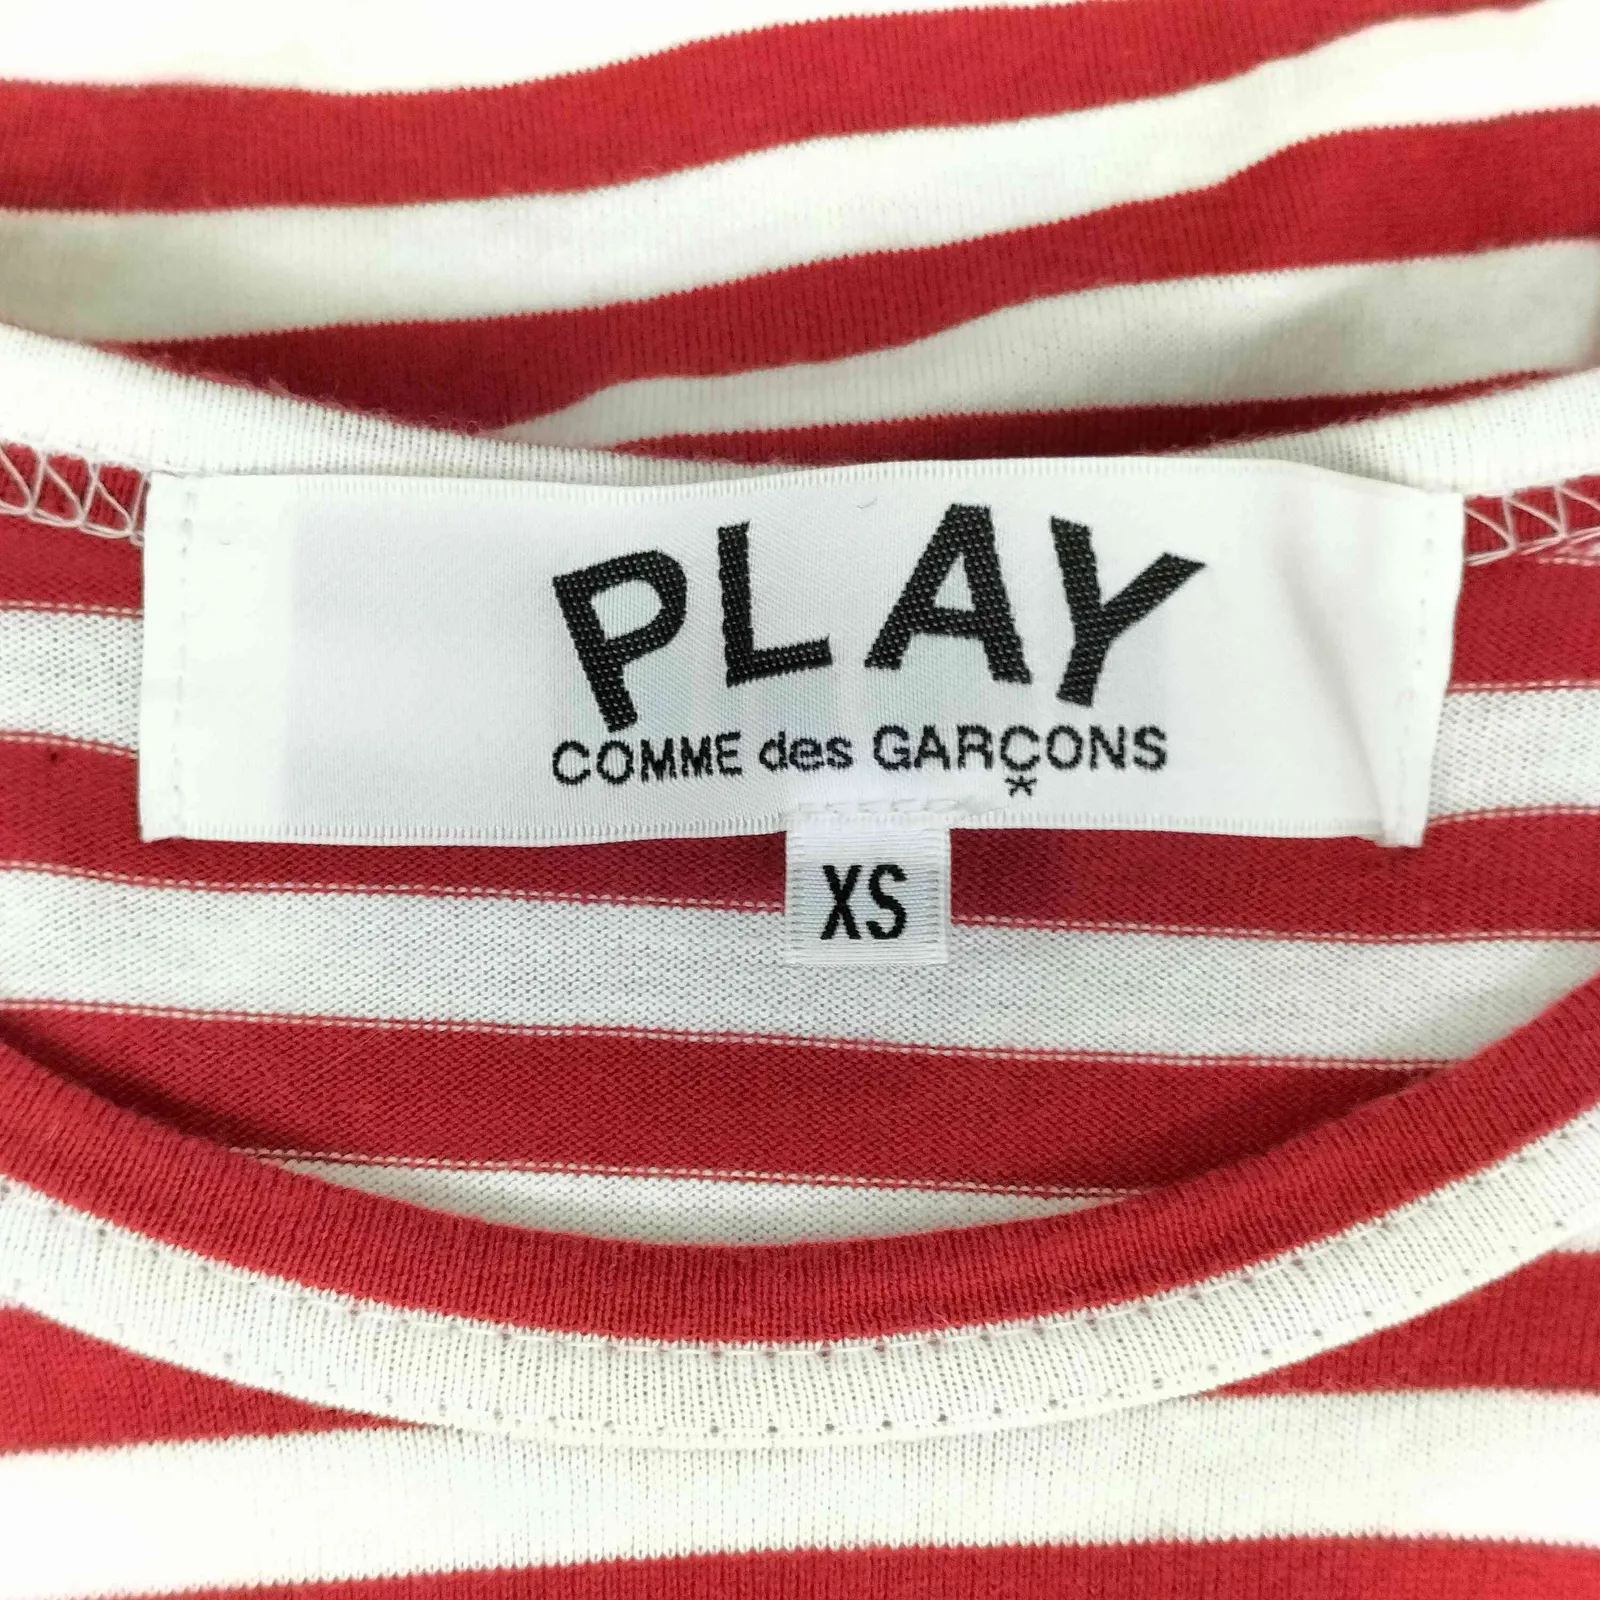 PLAY
COMME des GARÇONS
*
XS